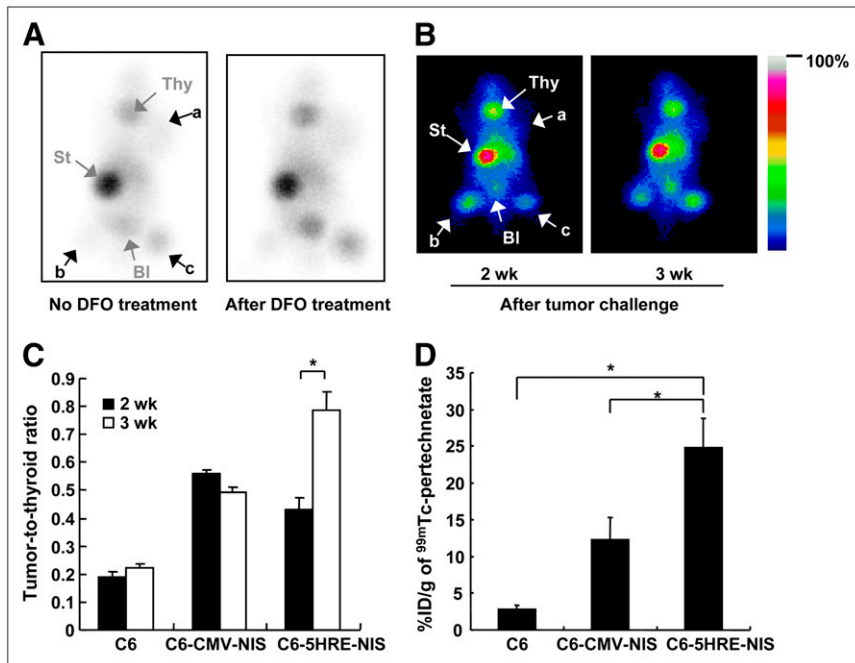 A
Thy
a
St
b
Bl
c
No DFO treatment
After DFO treatment
B
100%
Thy
a
St
b
Bl
c
2 wk
3 wk
After tumor challenge
C
Tumor-to-thyroid ratio
0.9
0.8
0.7
0.6
0.5
0.4
0.3
0.2
0.1
0
2 wk
3 wk
*
C6
C6-CMV-NIS
C6-5HRE-NIS
D
%ID/g of ⁹⁹ᵐTc-pertechnetate
40
35
30
25
20
15
10
5
0
*
*
C6
C6-CMV-NIS
C6-5HRE-NIS